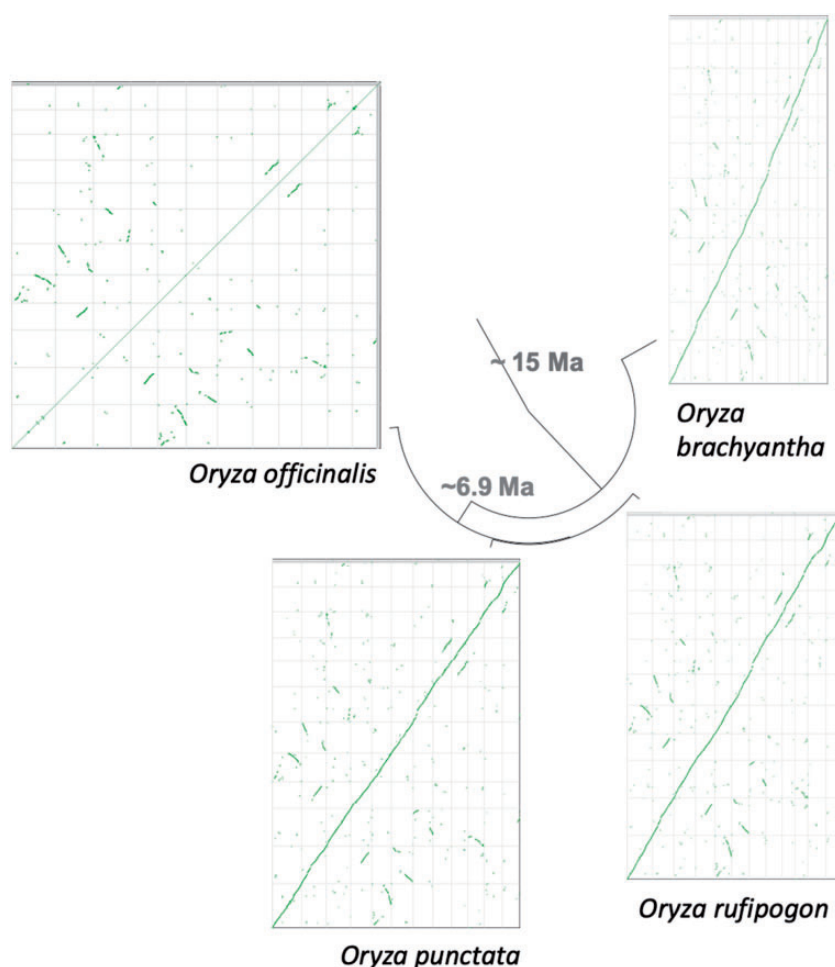 ~ 15 Ma
Oryza
brachyantha
Oryza officinalis
~6.9 Ma
Oryza rufipogon
Oryza punctata